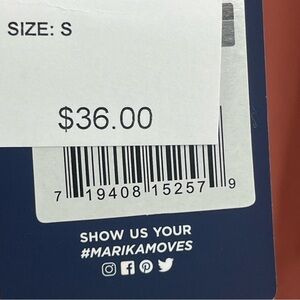 SIZE: S
$36.00
7 19408 15257 9
SHOW US YOUR
#MARIKAMOVES